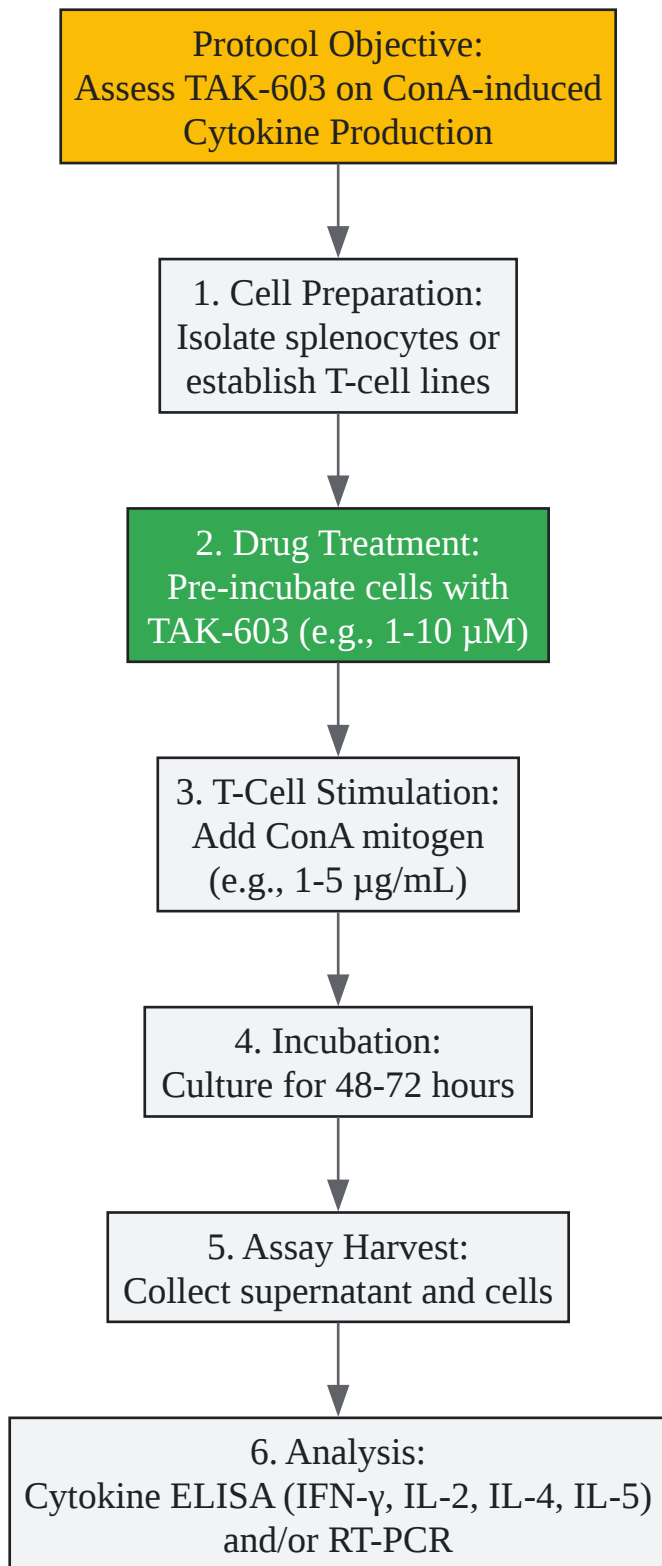 Protocol Objective:
Assess TAK-603 on ConA-induced
Cytokine Production
1. Cell Preparation:
Isolate splenocytes or
establish T-cell lines
2. Drug Treatment:
Pre-incubate cells with
TAK-603 (e.g., 1-10 µM)
3. T-Cell Stimulation:
Add ConA mitogen
(e.g., 1-5 µg/mL)
4. Incubation:
Culture for 48-72 hours
5. Assay Harvest:
Collect supernatant and cells
6. Analysis:
Cytokine ELISA (IFN-γ, IL-2, IL-4, IL-5)
and/or RT-PCR